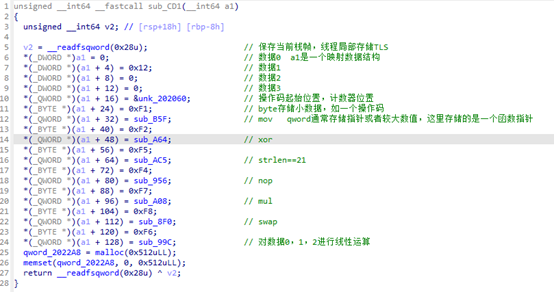 1 unsigned __int64 __fastcall sub_CD1(__int64 a1)
2 {
3 unsigned __int64 v2; // [rsp+18h] [rbp-8h]
4
5 v2 = __readfsqword(0x28u); // 保存当前栈帧，线程局部存储TLS
6 *(_DWORD *)a1 = 0; // 数据0 a1是一个映射数据结构
7 *(_DWORD *)(a1 + 4) = 0x12; // 数据1
8 *(_DWORD *)(a1 + 8) = 0; // 数据2
9 *(_DWORD *)(a1 + 12) = 0; // 数据3
10 *(_QWORD *)(a1 + 16) = &unk_202060; // 操作码起始位置，计数器位置
11 *(_BYTE *)(a1 + 24) = 0xF1; // byte存储小数据，如一个操作码
12 *(_QWORD *)(a1 + 32) = sub_B5F; // mov qword通常存储指针或者较大数值，这里存储的是一个函数指针
13 *(_BYTE *)(a1 + 40) = 0xF2;
14 *(_QWORD *)(a1 + 48) = sub_A64; // xor
15 *(_BYTE *)(a1 + 56) = 0xF5;
16 *(_QWORD *)(a1 + 64) = sub_AC5; // strlen==21
17 *(_BYTE *)(a1 + 72) = 0xF4;
18 *(_QWORD *)(a1 + 80) = sub_956; // nop
19 *(_BYTE *)(a1 + 88) = 0xF7;
20 *(_QWORD *)(a1 + 96) = sub_A08; // mul
21 *(_BYTE *)(a1 + 104) = 0xF8;
22 *(_QWORD *)(a1 + 112) = sub_8F0; // swap
23 *(_BYTE *)(a1 + 120) = 0xF6;
24 *(_QWORD *)(a1 + 128) = sub_99C; // 对数据0，1，2进行线性运算
25 qword_2022A8 = malloc(0x512uLL);
26 memset(qword_2022A8, 0, 0x512uLL);
27 return __readfsqword(0x28u) ^ v2;
28 }